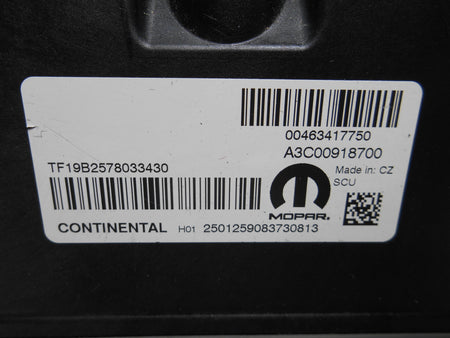 00463417750
A3C00918700
TF19B2578033430
Made in: CZ
SCU
MOPAR.
CONTINENTAL H01 2501259083730813